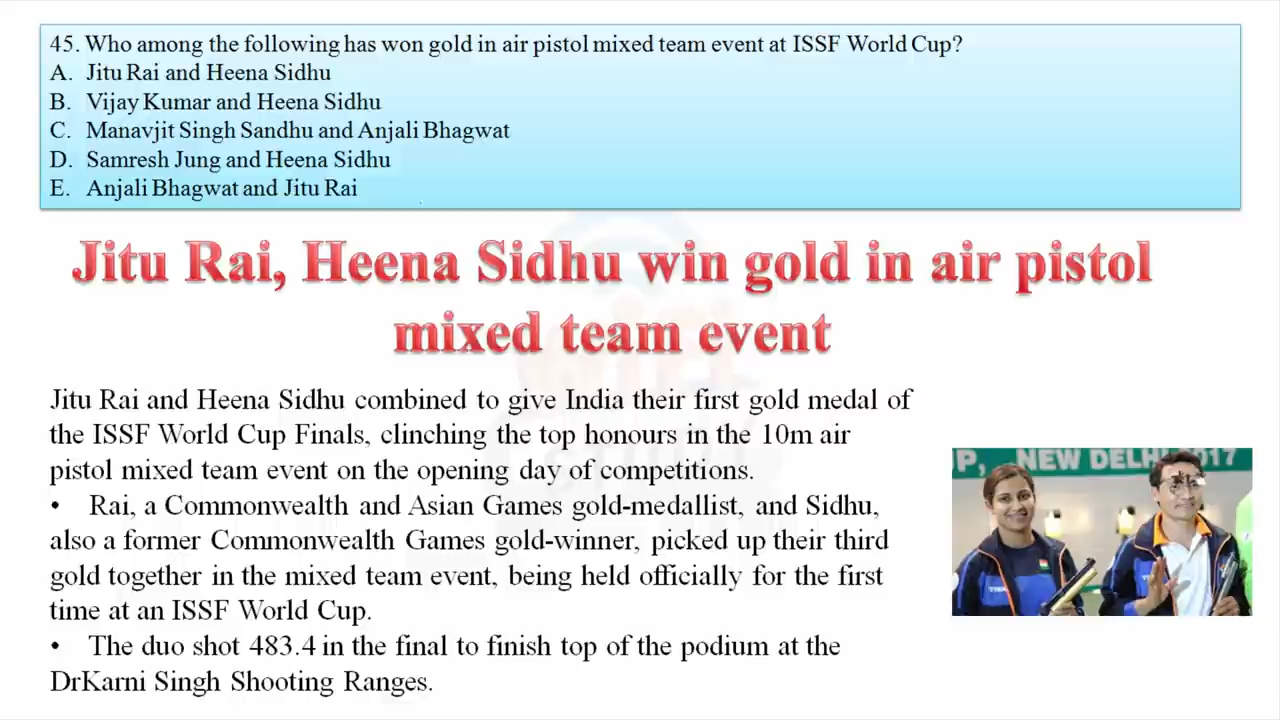 45. Who among the following has won gold in air pistol mixed team event at ISSF World Cup?
A. Jitu Rai and Heena Sidhu
B. Vijay Kumar and Heena Sidhu
C. Manavjit Singh Sandhu and Anjali Bhagwat
D. Samresh Jung and Heena Sidhu
E. Anjali Bhagwat and Jitu Rai
Jitu Rai, Heena Sidhu win gold in air pistol
mixed team event
Jitu Rai and Heena Sidhu combined to give India their first gold medal of
the ISSF World Cup Finals, clinching the top honours in the 10m air
pistol mixed team event on the opening day of competitions.
• Rai, a Commonwealth and Asian Games gold-medallist, and Sidhu,
also a former Commonwealth Games gold-winner, picked up their third
gold together in the mixed team event, being held officially for the first
time at an ISSF World Cup.
• The duo shot 483.4 in the final to finish top of the podium at the
DrKarni Singh Shooting Ranges.
P, NEW DELHI 2017